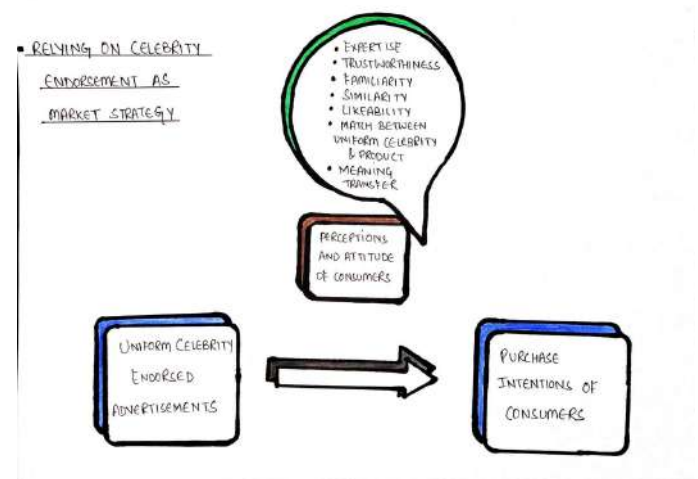 • RELYING ON CELEBRITY
ENDORSEMENT AS
MARKET STRATEGY
• EXPERTISE
• TRUSTWORTHINESS
• FAMILIARITY
• SIMILARITY
• LIKEABILITY
• MATCH BETWEEN
UNIFORM CELEBRITY
& PRODUCT
• MEANING
TRANSFER
PERCEPTIONS
AND ATTITUDE
OF CONSUMERS
UNIFORM CELEBRITY
ENDORSED
ADVERTISEMENTS
PURCHASE
INTENTIONS OF
CONSUMERS